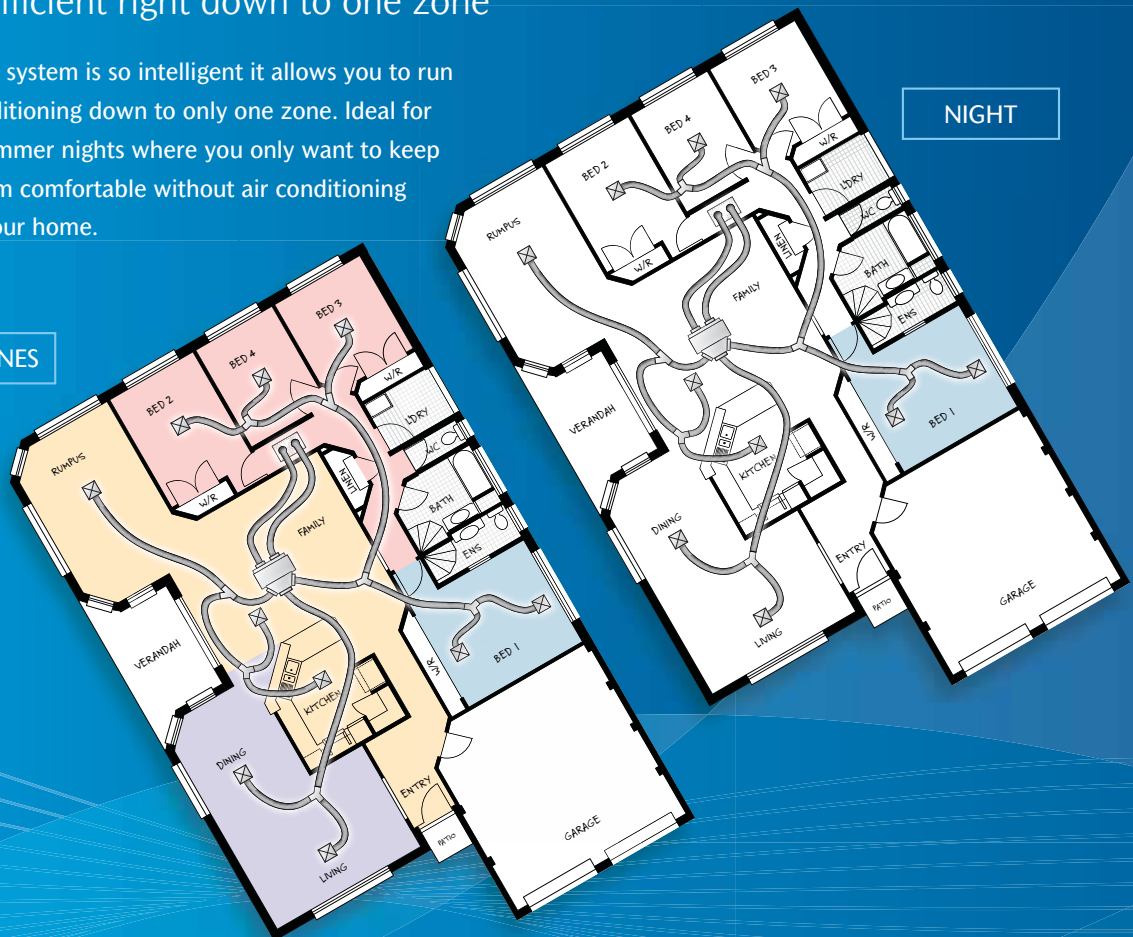 fficient right down to one zone
system is so intelligent it allows you to run
ditioning down to only one zone. Ideal for
mmer nights where you only want to keep
m comfortable without air conditioning
our home.
NIGHT
BED 3
BED 4
BED 2
RUMPUS
W/R
W/R
L'DRY
WC
LINEN
BATH
FAMILY
ENS
VERANDAH
BED 1
W/R
KITCHEN
DINING
ENTRY
PATIO
LIVING
GARAGE
NES
BED 3
BED 4
BED 2
RUMPUS
W/R
W/R
L'DRY
WC
LINEN
BATH
FAMILY
ENS
VERANDAH
BED 1
W/R
KITCHEN
DINING
ENTRY
PATIO
LIVING
GARAGE